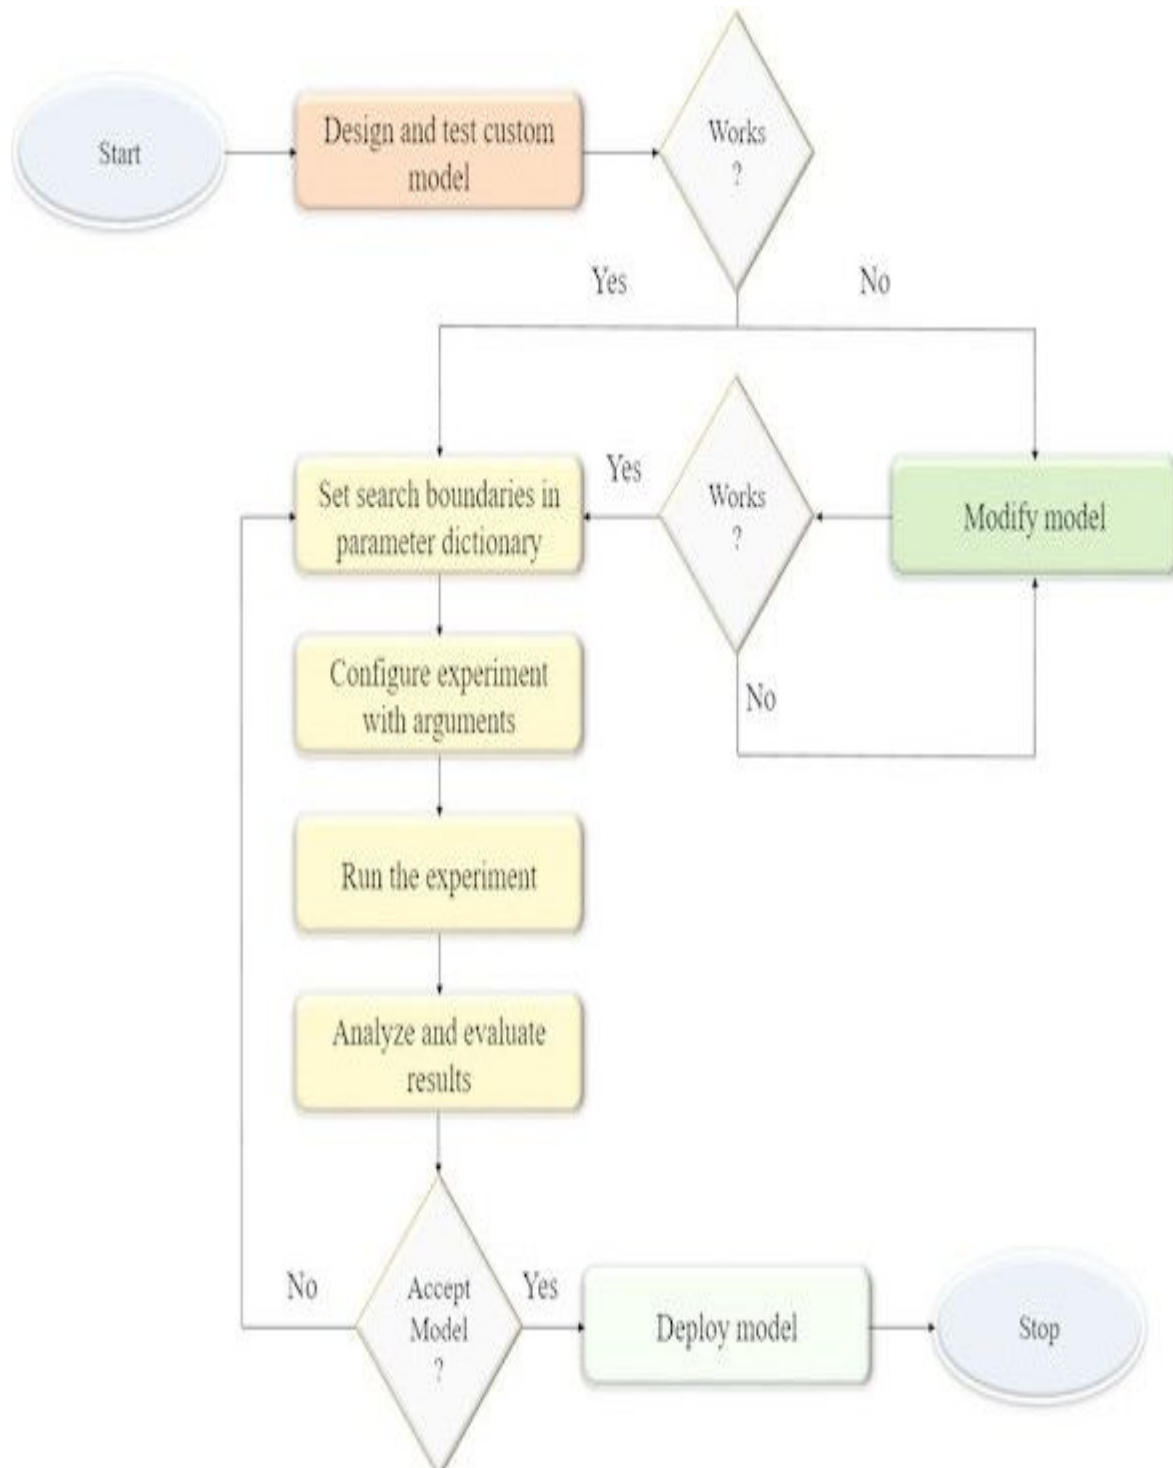 Start
Design and test custom
model
Works
?
Yes
No
Set search boundaries in
parameter dictionary
Yes
Works
?
Modify model
No
Configure experiment
with arguments
Run the experiment
Analyze and evaluate
results
No
Accept
Model
?
Yes
Deploy model
Stop